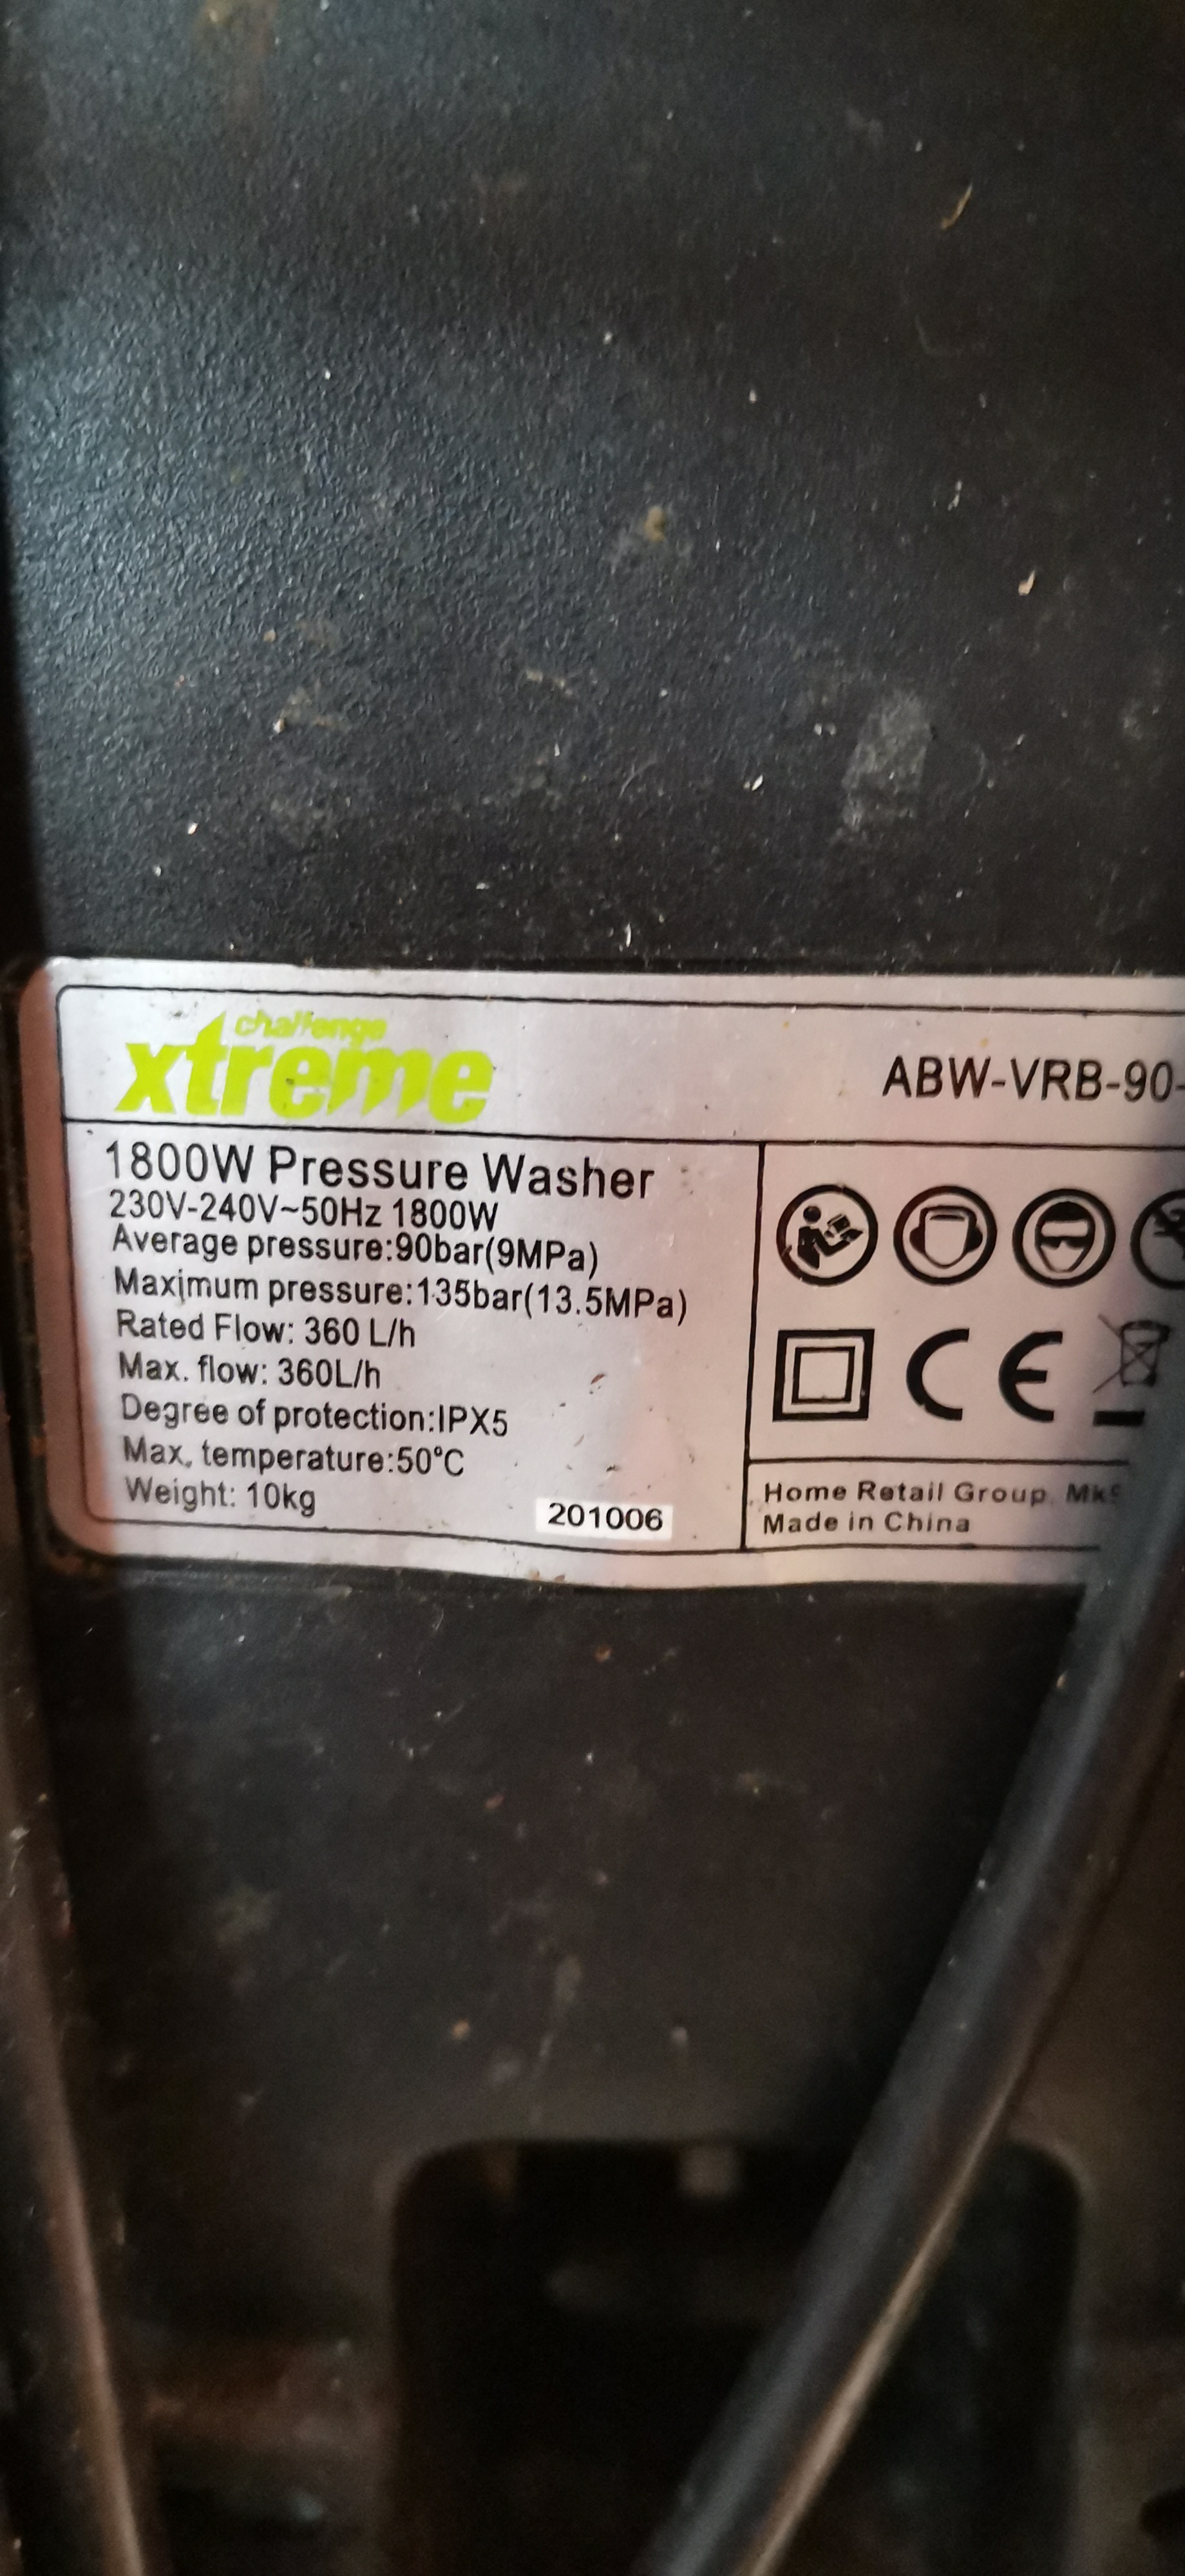 challenge
xtreme
ABW-VRB-90-
1800W Pressure Washer
230V-240V~50Hz 1800W
Average pressure:90bar(9MPa)
Maximum pressure:135bar(13.5MPa)
Rated Flow: 360 L/h
Max. flow: 360L/h
Degree of protection:IPX5
Max. temperature:50°C
Weight: 10kg
201006
CE
Home Retail Group.
Made in China